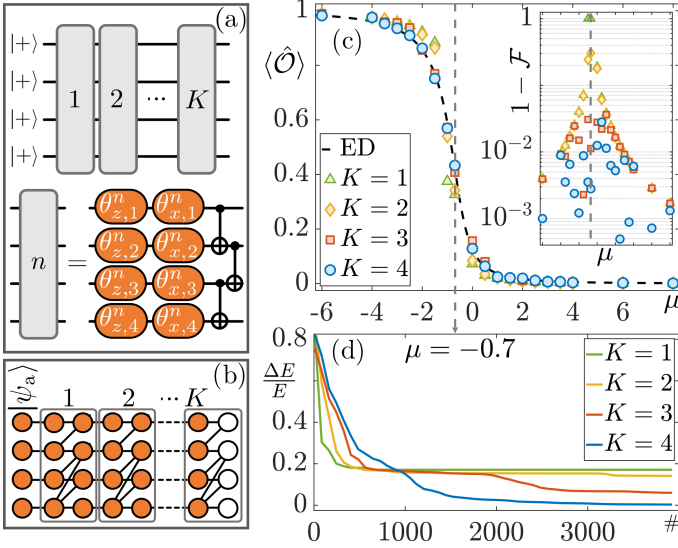 (a)
|+⟩
|+⟩
|+⟩
|+⟩
1 2 ... K
n = θ^n_{z,1} θ^n_{x,1}
θ^n_{z,2} θ^n_{x,2}
θ^n_{z,3} θ^n_{x,3}
θ^n_{z,4} θ^n_{x,4}
(b)
|ψ_a⟩
1 2 ... K
(c)
⟨Ô⟩
1
0.8
0.6
0.4
0.2
0
-6 -4 -2 0 2 4 6 μ
ED
K = 1
K = 2
K = 3
K = 4
1 − F
1
10^{-2}
10^{-3}
μ
(d)
μ = −0.7
ΔE/E
0.8
0.6
0.4
0.2
0
0 1000 2000 3000 #
K = 1
K = 2
K = 3
K = 4